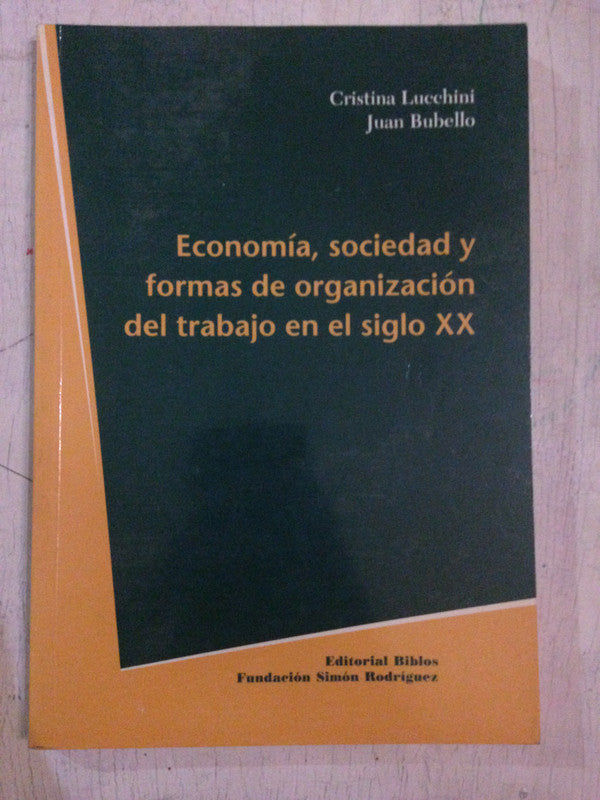 Cristina Lucchini
Juan Bubello
Economía, sociedad y
formas de organización
del trabajo en el siglo XX
Editorial Biblos
Fundación Simón Rodríguez